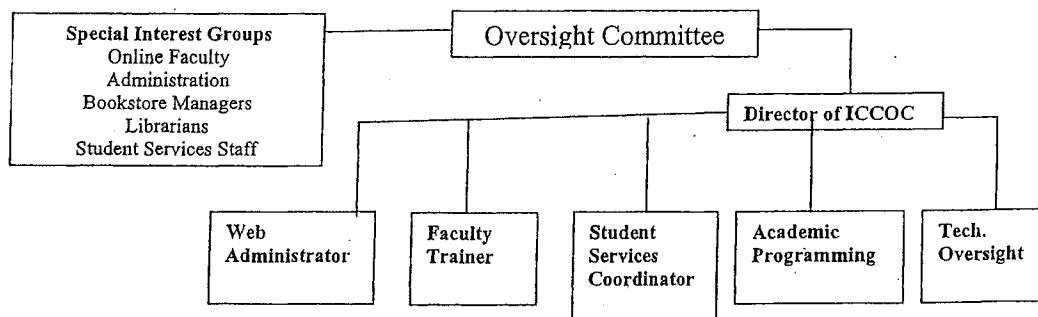 Special Interest Groups
Online Faculty
Administration
Bookstore Managers
Librarians
Student Services Staff
Oversight Committee
Director of ICCOC
Web
Administrator
Faculty
Trainer
Student
Services
Coordinator
Academic
Programming
Tech.
Oversight